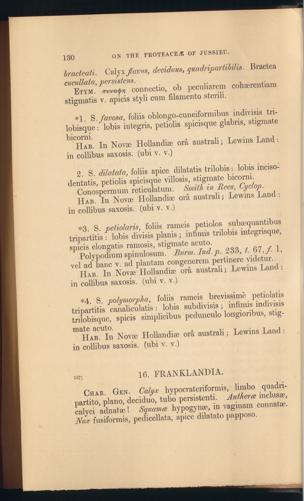 130 ON THE PROTEACEÆ OF JUSSIEU.
bracteati. Calyx flavus, deciduus, quadripartibilis. Bractea
cucullata, persistens.
ETYM. συναφη connectio, ob peculiarem cohærentiam
stigmatis v. apicis styli cum filamento sterili.
*1. S. favosa, foliis oblongo-cuneiformibus indivisis tri-
lobisque: lobis integris, petiolis spicisque glabris, stigmate
bicorni.
HAB. In Novæ Hollandiæ orâ australi; Lewins Land:
in collibus saxosis. (ubi v. v.)
2. S. dilatata, foliis apice dilatatis trilobis: lobis inciso-
dentatis, petiolis spicisque villosis, stigmate bicorni.
Conospermum reticulatum. Smith in Rees, Cyclop.
HAB. In Novæ Hollandiæ orâ australi; Lewins Land:
in collibus saxosis. (ubi v. v.)
*3. S. petiolaris, foliis rameis petiolos subæquantibus
tripartitis: lobis divisis planis; infimis trilobis integrisque,
spicis elongatis ramosis, stigmate acuto.
Polypodium spinulosum. Burm. Ind. p. 233, t. 67, f. 1,
vel ad hanc v. ad plantam congenerem pertinere videtur.
HAB. In Novæ Hollandiæ orâ australi; Lewins Land:
in collibus saxosis. (ubi v. v.)
*4. S. polymorpha, foliis rameis brevissimè petiolatis
tripartitis canaliculatis: lobis subdivisis; infimis indivisis
trilobisque, spicis simplicibus pedunculo longioribus, stig-
mate acuto.
HAB. In Novæ Hollandiæ orâ australi; Lewins Land:
in collibus saxosis. (ubi v. v.)
16. FRANKLANDIA.
CHAR. GEN. Calyx hypocrateriformis, limbo quadri-
partito, plano, deciduo, tubo persistenti. Antheræ inclusæ,
calyci adnatæ! Squamæ hypogynæ, in vaginam connatæ.
Nux fusiformis, pedicellata, apice dilatato papposo.